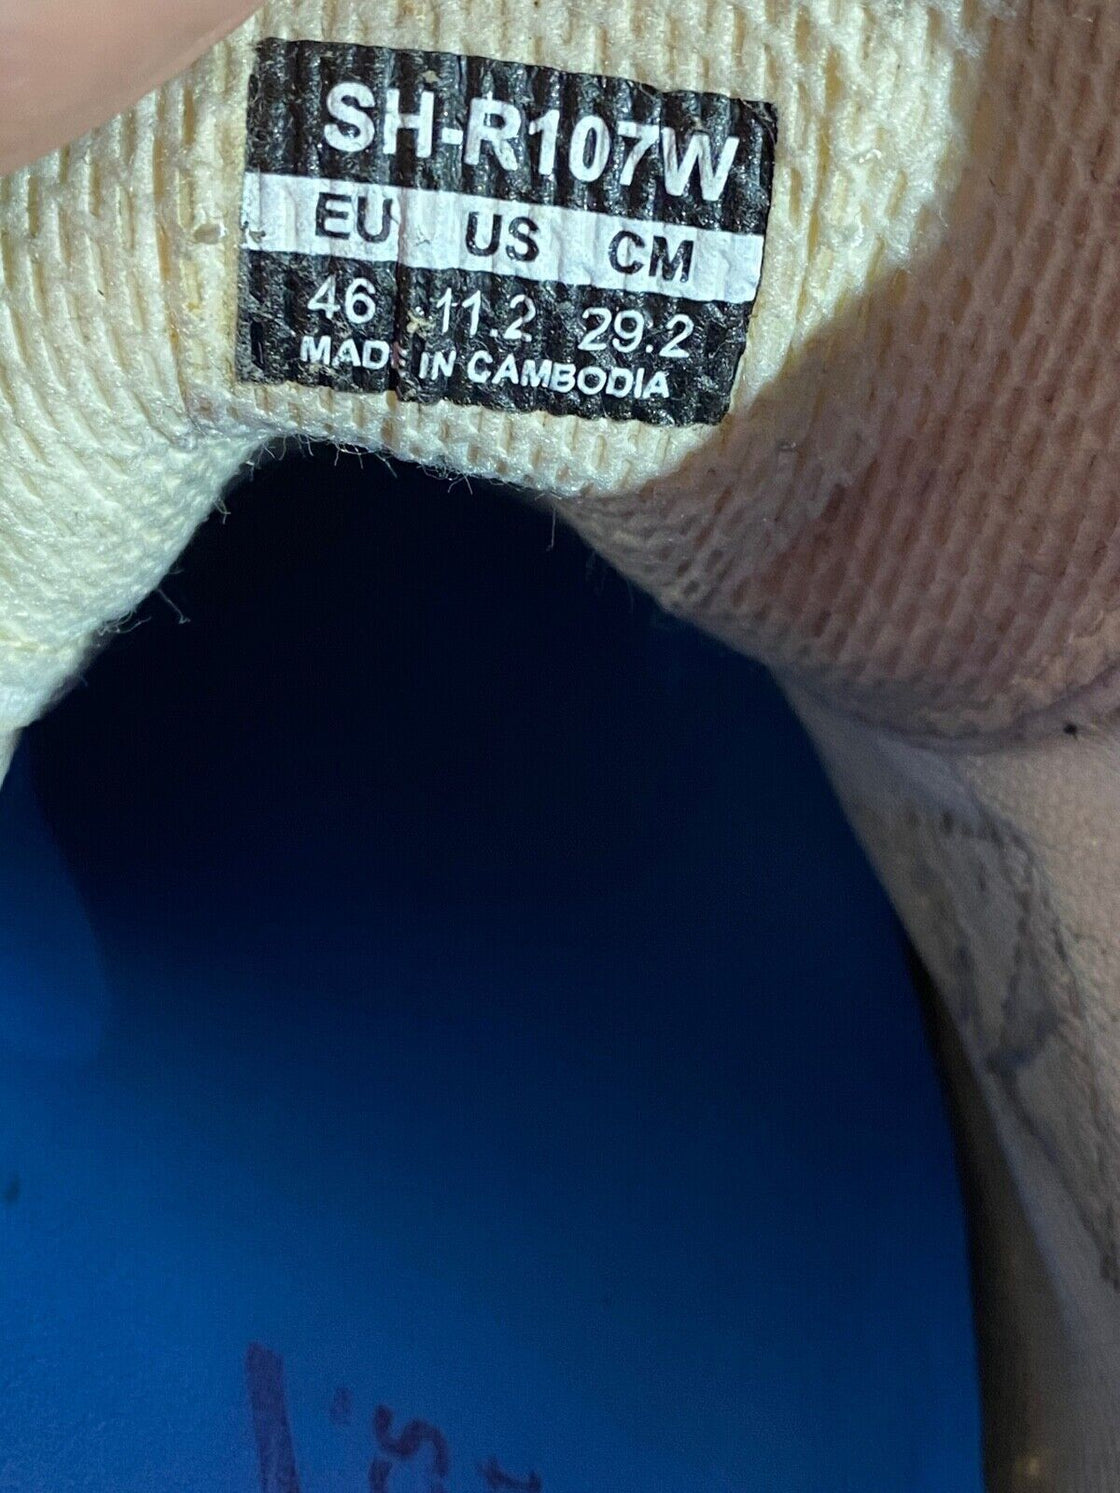 SH-R107W
EU US CM
46 11.2 29.2
MADE IN CAMBODIA